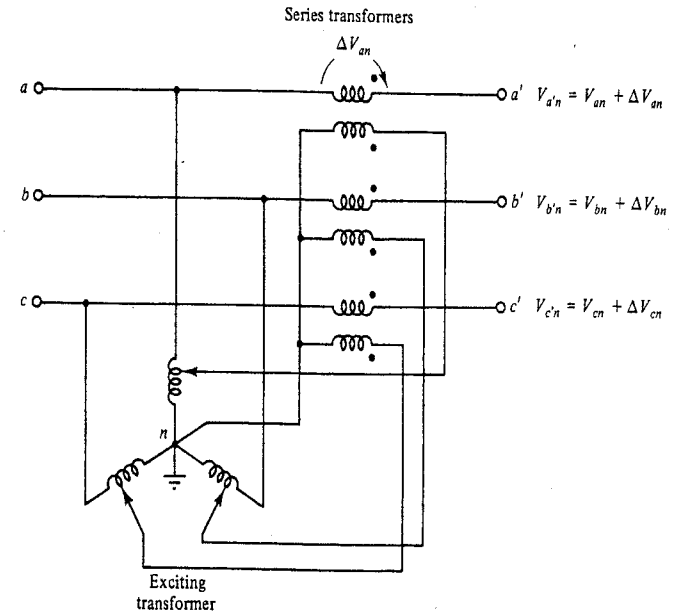 Series transformers
ΔV_an
a a' V_a'n = V_an + ΔV_an
b b' V_b'n = V_bn + ΔV_bn
c c' V_c'n = V_cn + ΔV_cn
n
Exciting
transformer